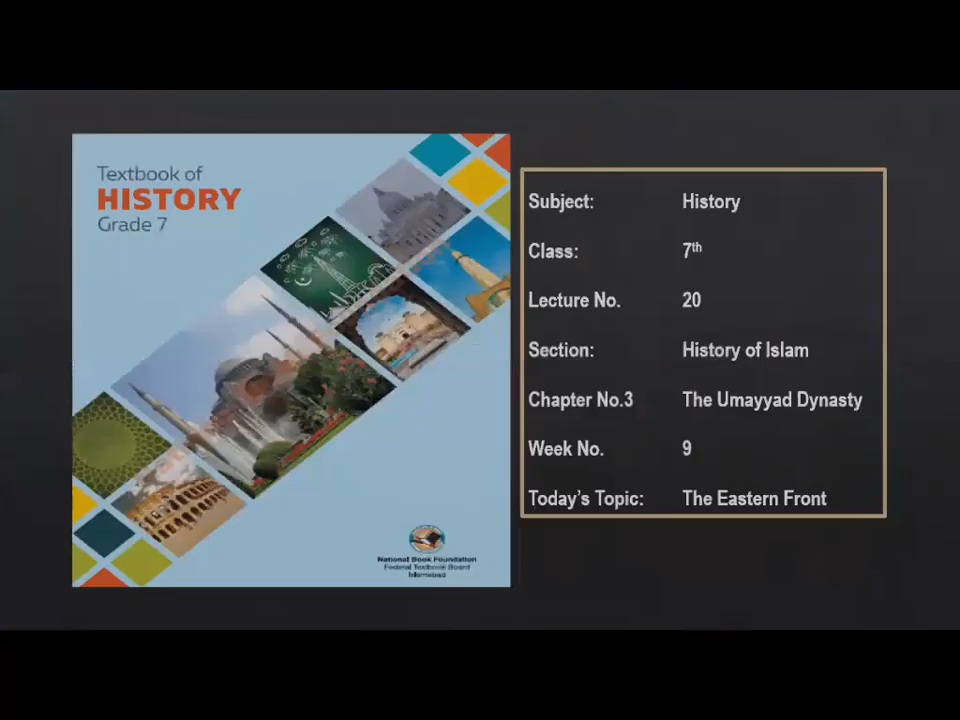 Textbook of
HISTORY
Grade 7
National Book Foundation
Federal Textbook Board
Islamabad
Subject: History
Class: 7th
Lecture No. 20
Section: History of Islam
Chapter No.3 The Umayyad Dynasty
Week No. 9
Today's Topic: The Eastern Front